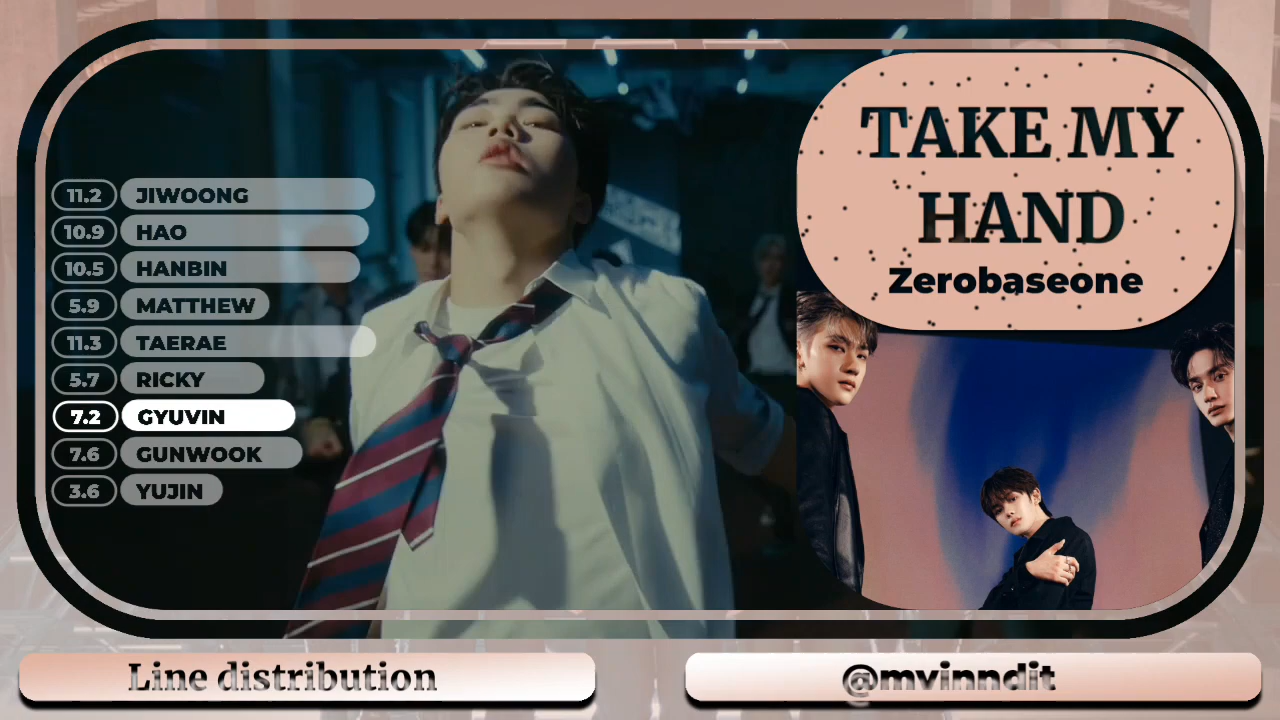 TAKE MY
HAND
Zerobaseone
11.2 JIWOONG
10.9 HAO
10.5 HANBIN
5.9 MATTHEW
11.3 TAERAE
5.7 RICKY
7.2 GYUVIN
7.6 GUNWOOK
3.6 YUJIN
Line distribution
@mvinndit